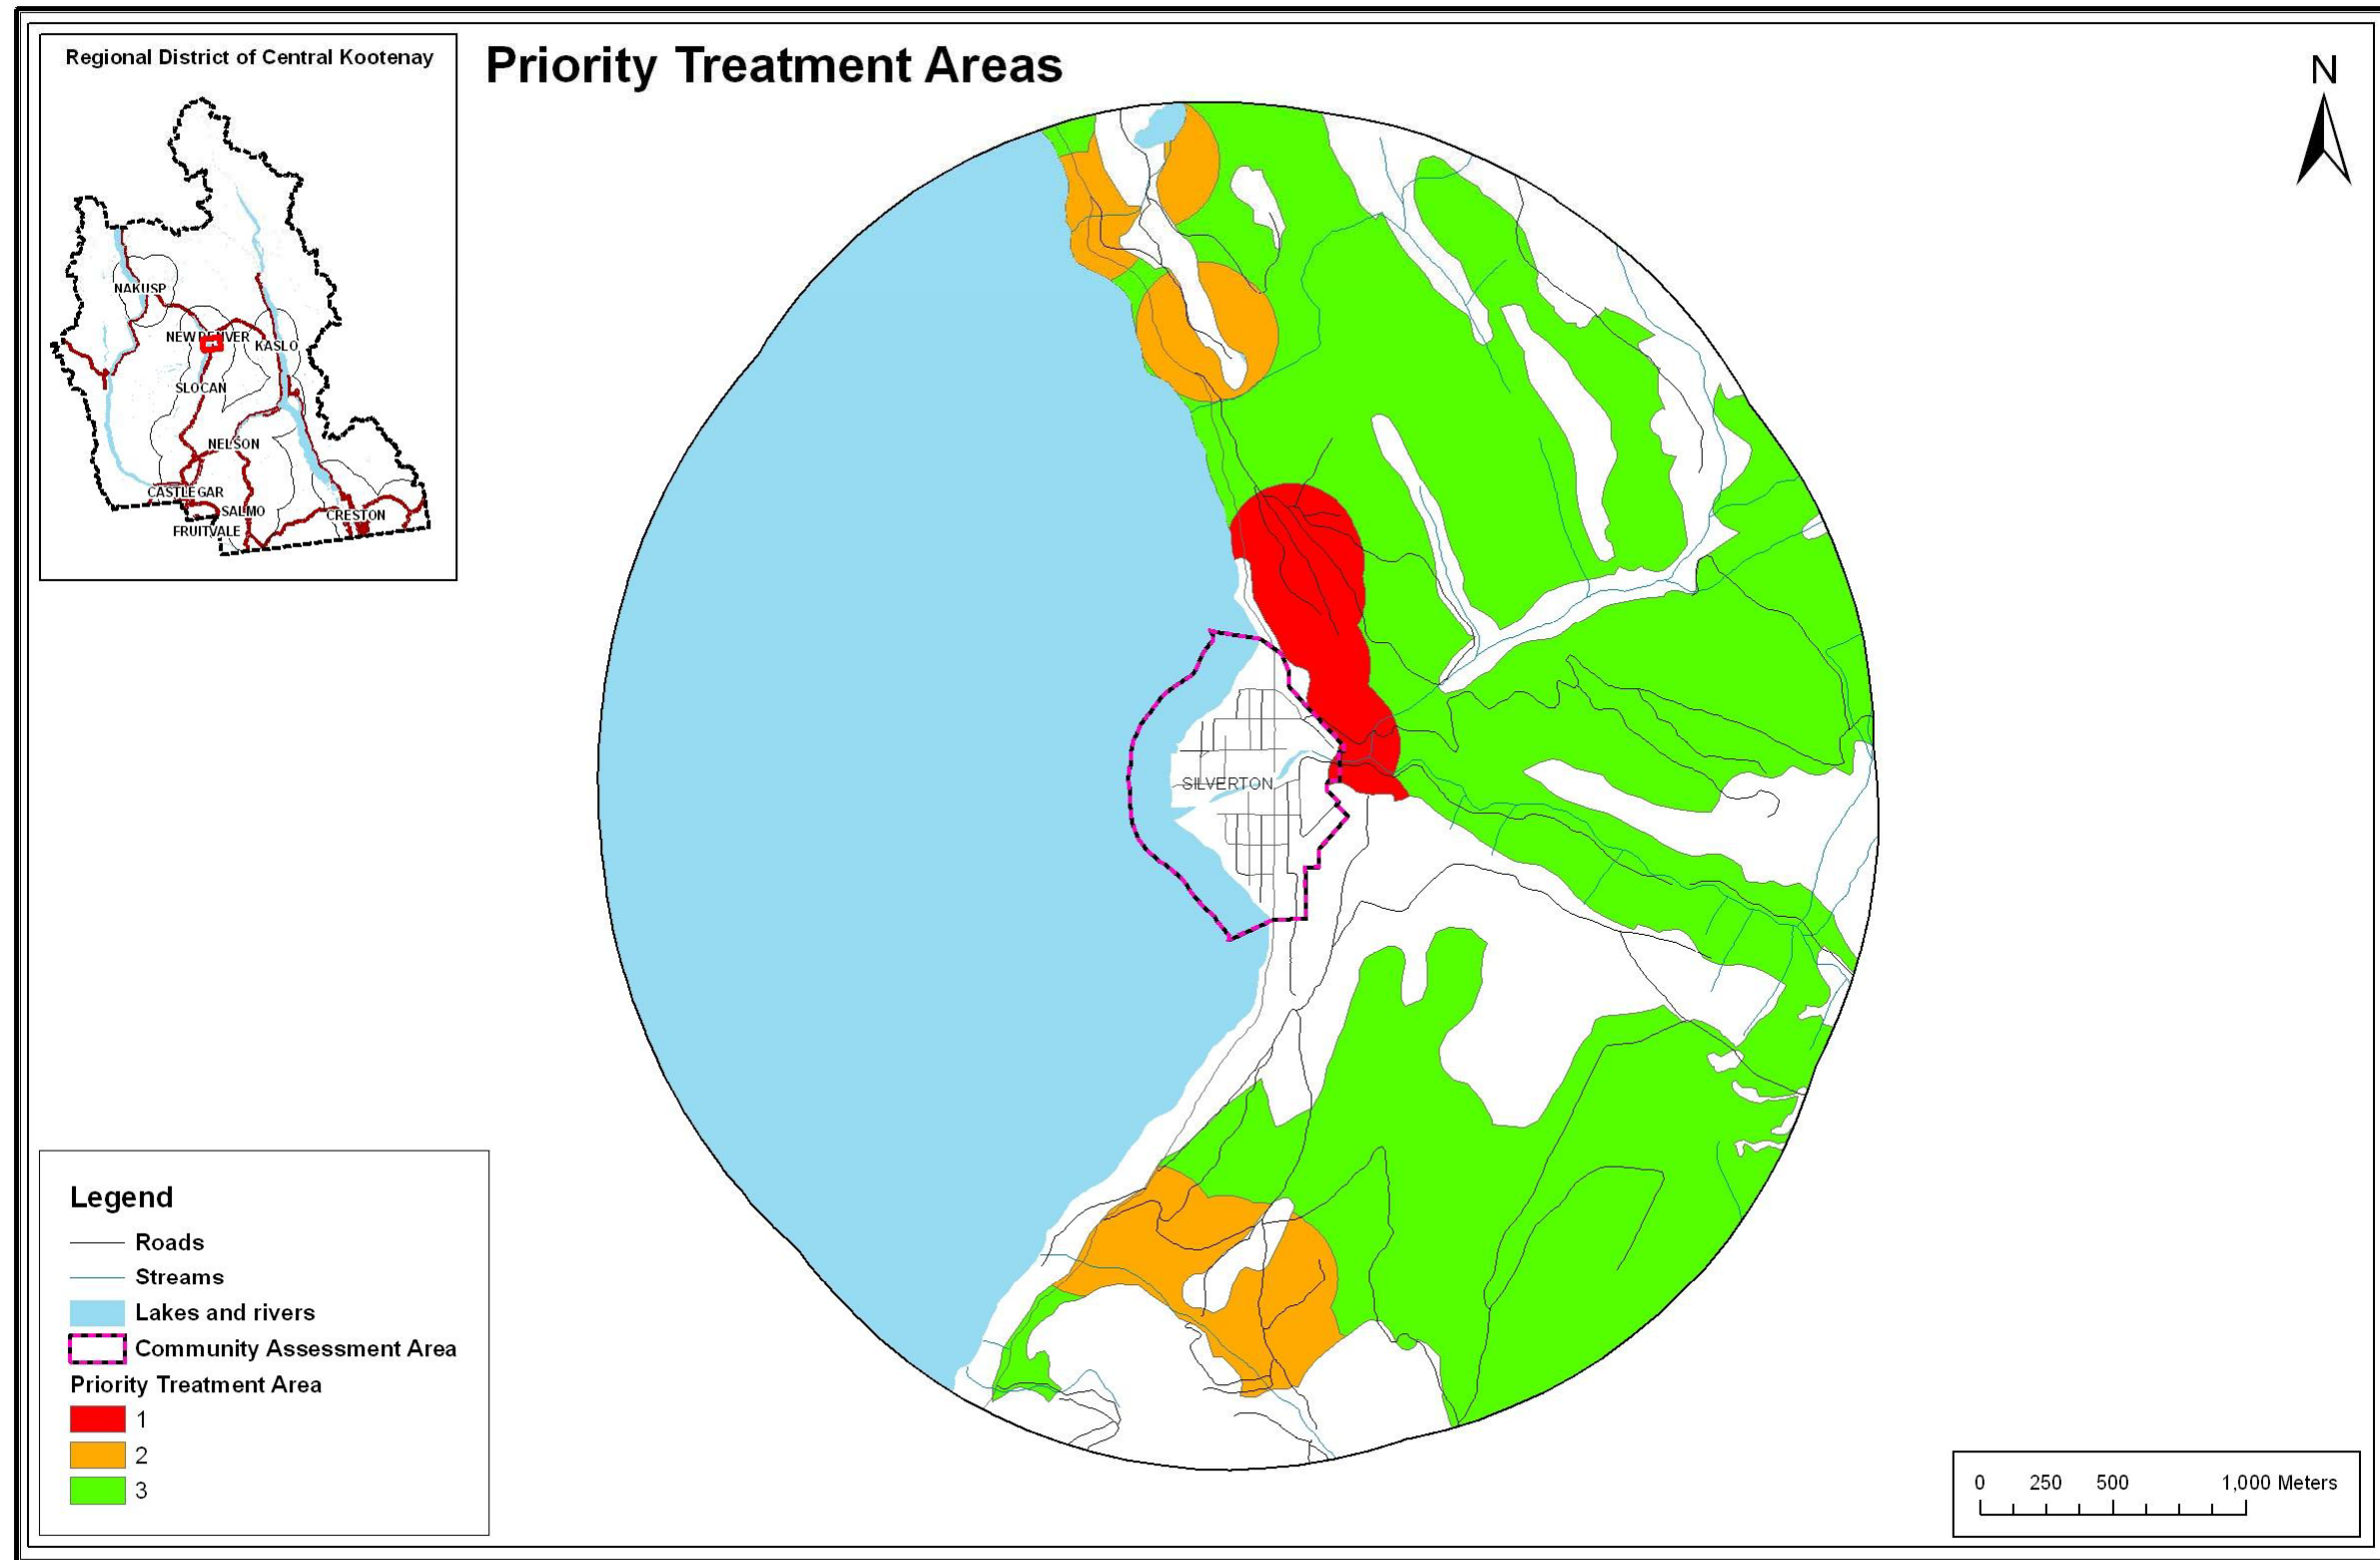 Regional District of Central Kootenay
NAKUSP
NEW DENVER
KASLO
SLOCAN
NELSON
CASTLEGAR
SALMO
CRESTON
FRUITVALE
Priority Treatment Areas
N
SILVERTON
Legend
Roads
Streams
Lakes and rivers
Community Assessment Area
Priority Treatment Area
1
2
3
0 250 500 1,000 Meters